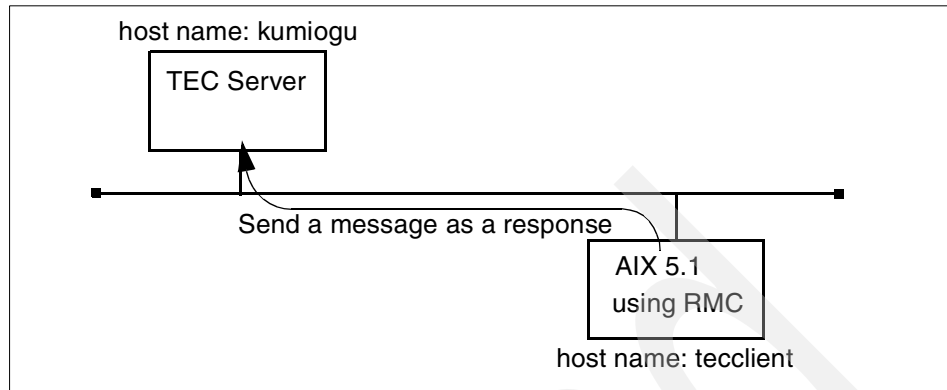 host name: kumiogu
TEC Server
Send a message as a response
AIX 5.1
using RMC
host name: tecclient